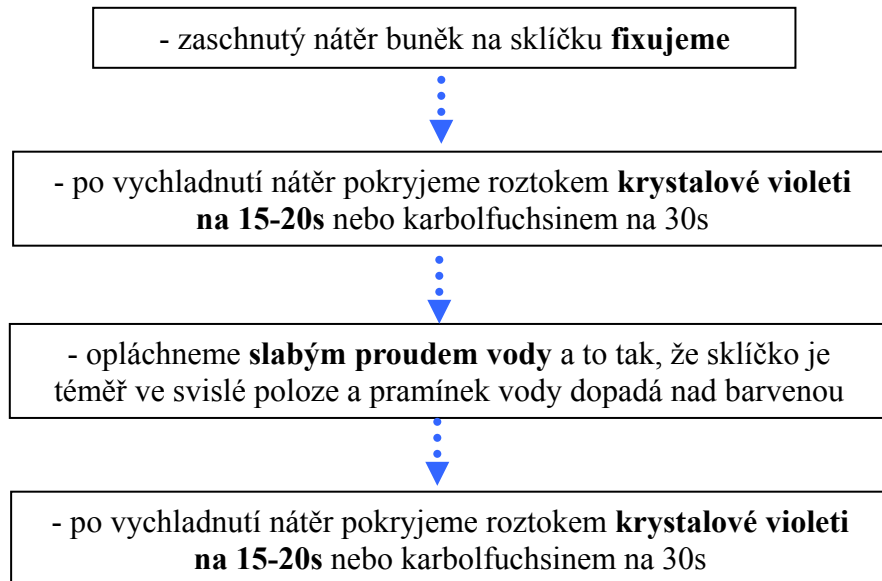 - zaschnutý nátěr buněk na sklíčku fixujeme
- po vychladnutí nátěr pokryjeme roztokem krystalové violeti
na 15-20s nebo karbolfuchsinem na 30s
- opláchneme slabým proudem vody a to tak, že sklíčko je
téměř ve svislé poloze a pramínek vody dopadá nad barvenou
- po vychladnutí nátěr pokryjeme roztokem krystalové violeti
na 15-20s nebo karbolfuchsinem na 30s